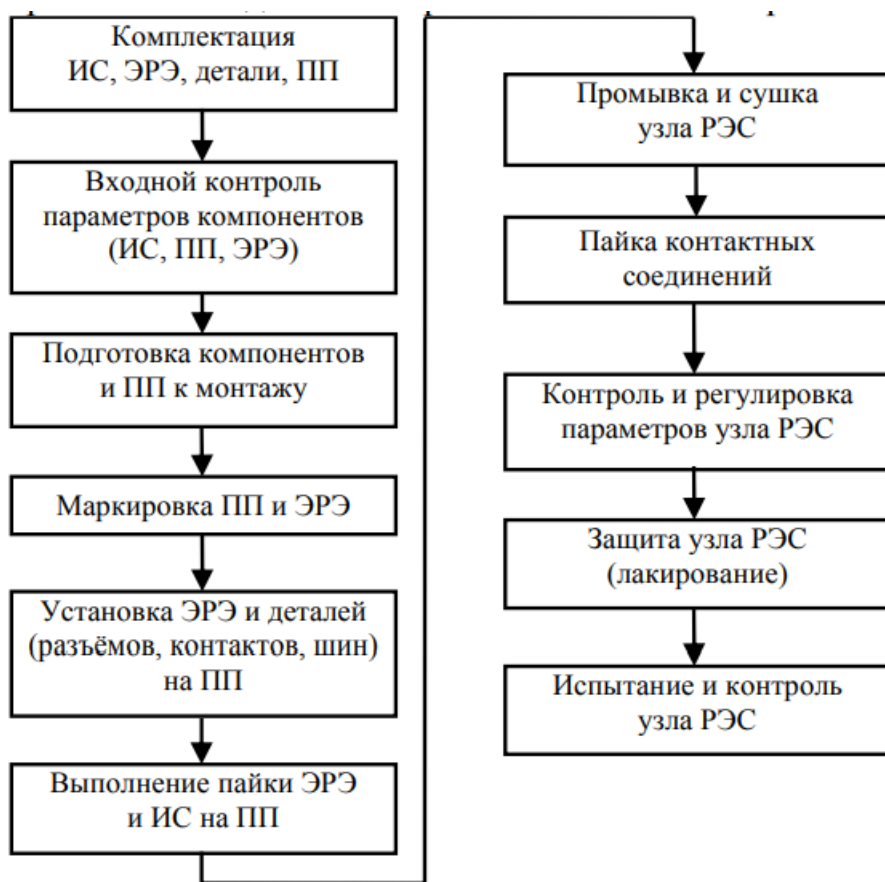 Комплектация
ИС, ЭРЭ, детали, ПП
Входной контроль
параметров компонентов
(ИС, ПП, ЭРЭ)
Подготовка компонентов
и ПП к монтажу
Маркировка ПП и ЭРЭ
Установка ЭРЭ и деталей
(разъёмов, контактов, шин)
на ПП
Выполнение пайки ЭРЭ
и ИС на ПП
Промывка и сушка
узла РЭС
Пайка контактных
соединений
Контроль и регулировка
параметров узла РЭС
Защита узла РЭС
(лакирование)
Испытание и контроль
узла РЭС